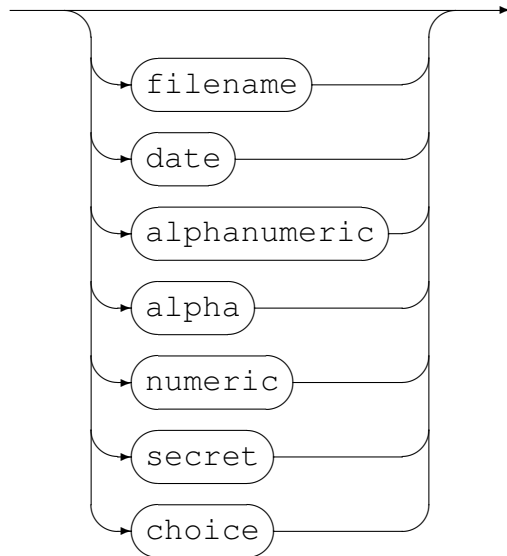 filename
date
alphanumeric
alpha
numeric
secret
choice